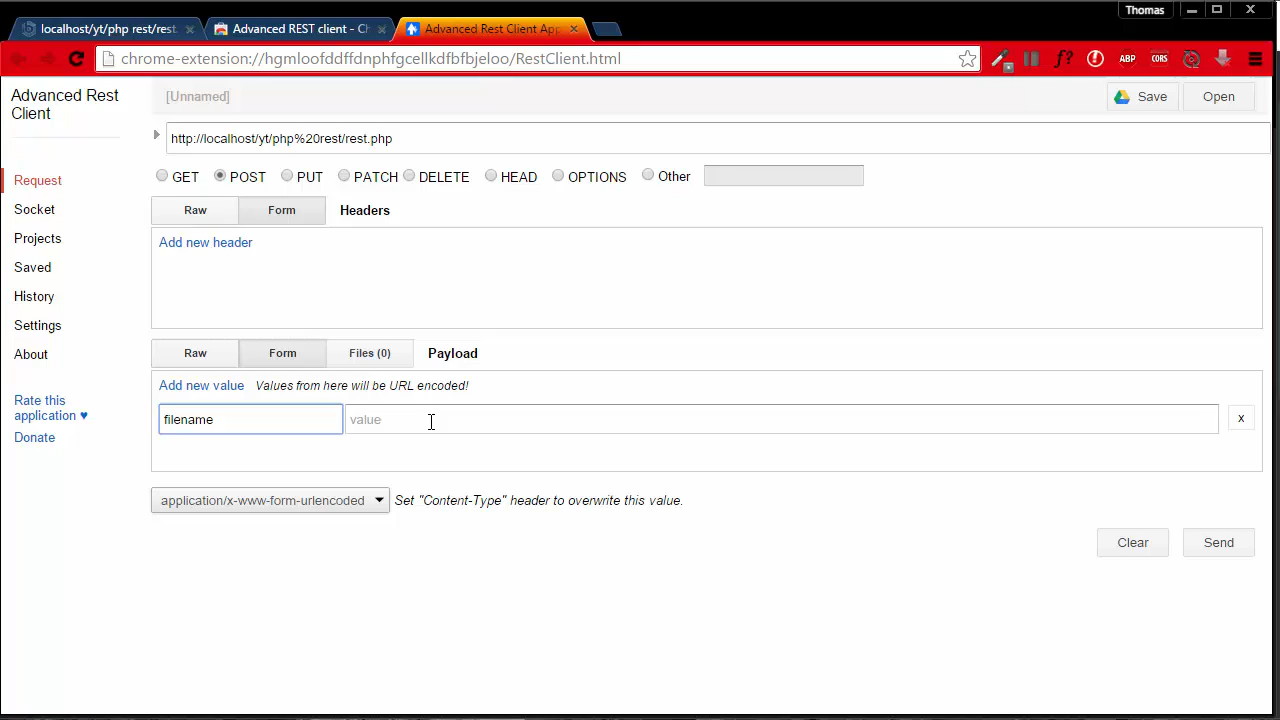 Thomas
localhost/yt/php rest/rest.
Advanced REST client - Ch
Advanced Rest Client App
chrome-extension://hgmloofddffdnphfgcellkdfbfbjeloo/RestClient.html
f?
ABP
CORS
Advanced Rest
Client
[Unnamed]
Save
Open
http://localhost/yt/php%20rest/rest.php
GET POST PUT PATCH DELETE HEAD OPTIONS Other
Request
Socket
Projects
Saved
History
Settings
About
Rate this
application ♥
Donate
Raw Form Headers
Add new header
Raw Form Files (0) Payload
Add new value Values from here will be URL encoded!
filename value x
application/x-www-form-urlencoded Set "Content-Type" header to overwrite this value.
Clear Send